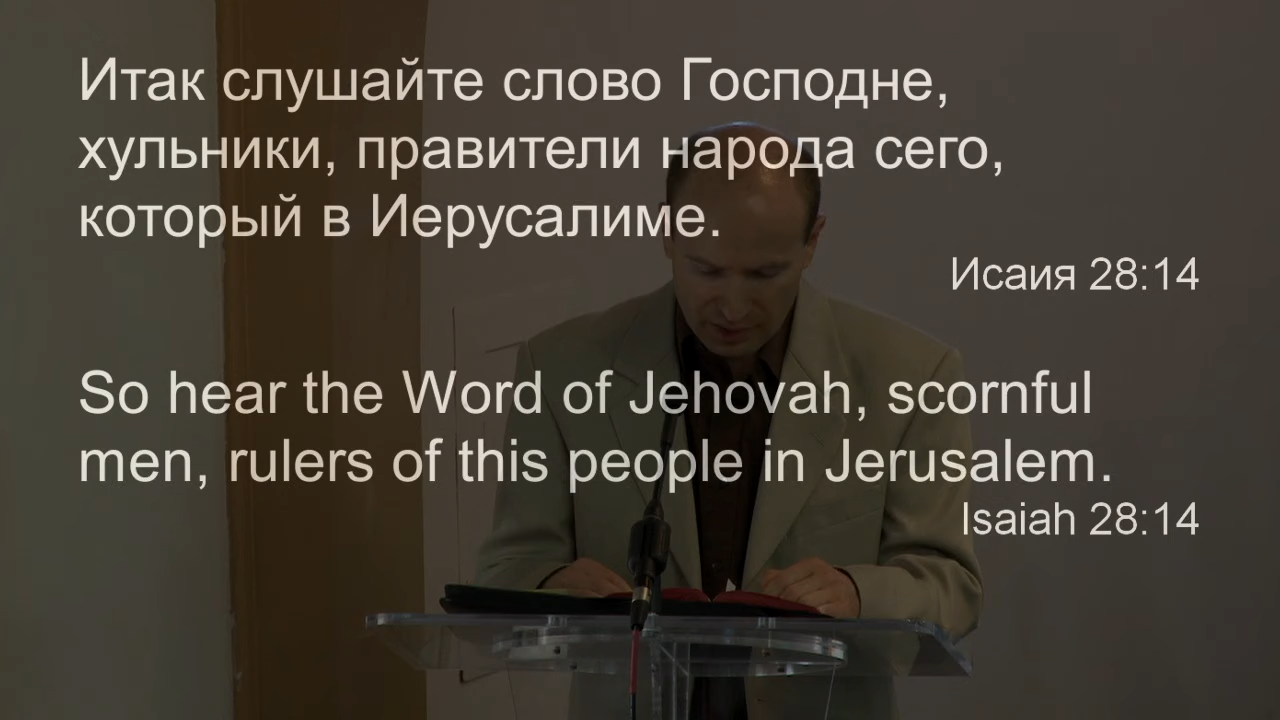 Итак слушайте слово Господне,
хульники, правители народа сего,
который в Иерусалиме.
Исаия 28:14
So hear the Word of Jehovah, scornful
men, rulers of this people in Jerusalem.
Isaiah 28:14